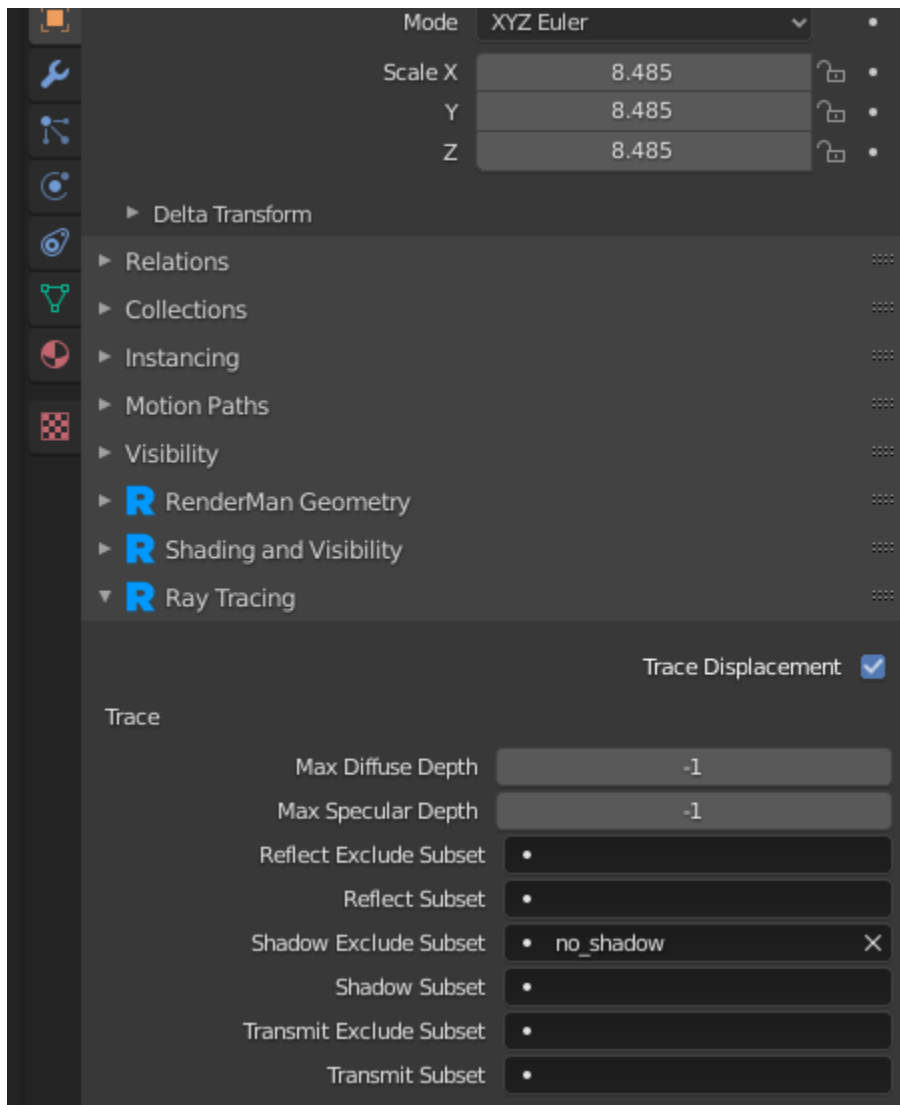 Mode XYZ Euler
Scale X 8.485
Y 8.485
Z 8.485
Delta Transform
Relations
Collections
Instancing
Motion Paths
Visibility
R RenderMan Geometry
R Shading and Visibility
R Ray Tracing
Trace Displacement
Trace
Max Diffuse Depth -1
Max Specular Depth -1
Reflect Exclude Subset
Reflect Subset
Shadow Exclude Subset no_shadow
Shadow Subset
Transmit Exclude Subset
Transmit Subset